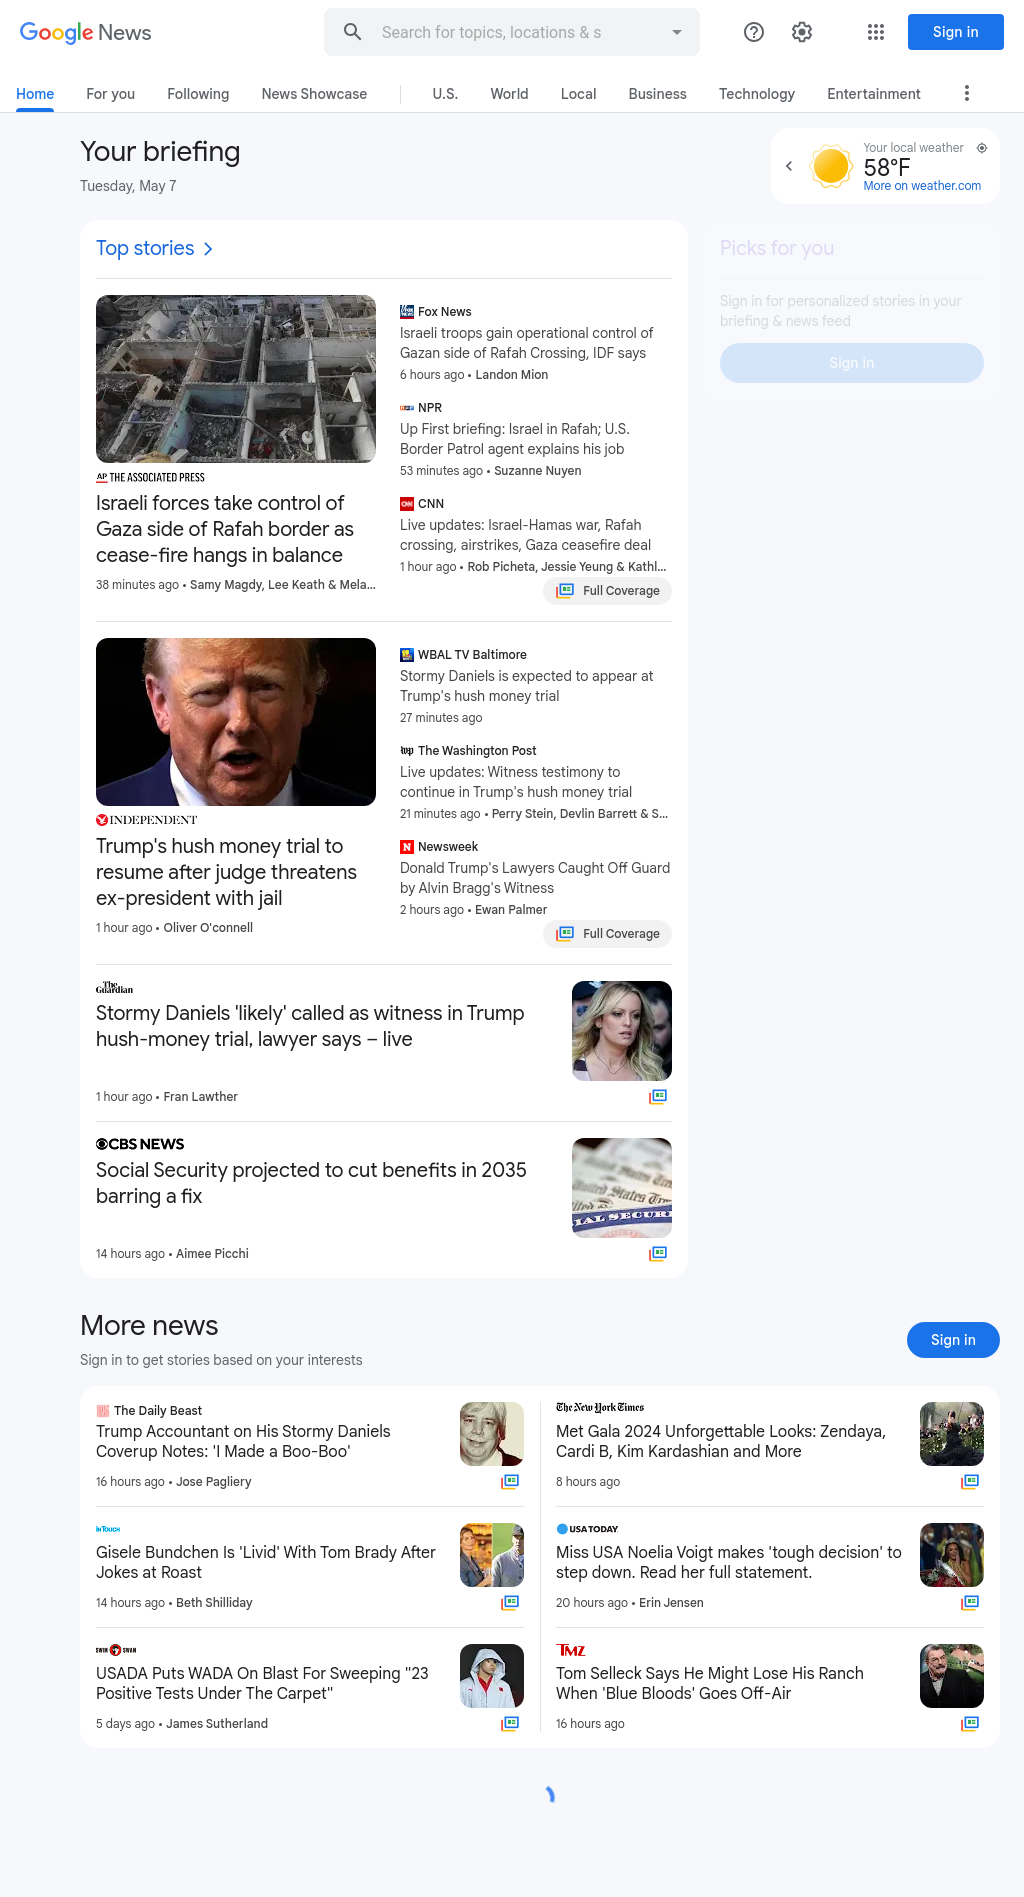 Google News
Search for topics, locations & s
Sign in
Home
For you
Following
News Showcase
U.S.
World
Local
Business
Technology
Entertainment
Your briefing
Tuesday, May 7
Your local weather
58°F
More on weather.com
Top stories
Picks for you
Sign in for personalized stories in your
briefing & news feed
Sign in
AP THE ASSOCIATED PRESS
Israeli forces take control of
Gaza side of Rafah border as
cease-fire hangs in balance
38 minutes ago • Samy Magdy, Lee Keath & Mela...
Fox News
Israeli troops gain operational control of
Gazan side of Rafah Crossing, IDF says
6 hours ago • Landon Mion
NPR
Up First briefing: Israel in Rafah; U.S.
Border Patrol agent explains his job
53 minutes ago • Suzanne Nuyen
CNN
Live updates: Israel-Hamas war, Rafah
crossing, airstrikes, Gaza ceasefire deal
1 hour ago • Rob Picheta, Jessie Yeung & Kathl...
Full Coverage
INDEPENDENT
Trump's hush money trial to
resume after judge threatens
ex-president with jail
1 hour ago • Oliver O'connell
WBAL TV Baltimore
Stormy Daniels is expected to appear at
Trump's hush money trial
27 minutes ago
wp The Washington Post
Live updates: Witness testimony to
continue in Trump's hush money trial
21 minutes ago • Perry Stein, Devlin Barrett & S...
N Newsweek
Donald Trump's Lawyers Caught Off Guard
by Alvin Bragg's Witness
2 hours ago • Ewan Palmer
Full Coverage
The
Guardian
Stormy Daniels 'likely' called as witness in Trump
hush-money trial, lawyer says – live
1 hour ago • Fran Lawther
CBS NEWS
Social Security projected to cut benefits in 2035
barring a fix
14 hours ago • Aimee Picchi
More news
Sign in to get stories based on your interests
Sign in
The Daily Beast
Trump Accountant on His Stormy Daniels
Coverup Notes: 'I Made a Boo-Boo'
16 hours ago • Jose Pagliery
The New York Times
Met Gala 2024 Unforgettable Looks: Zendaya,
Cardi B, Kim Kardashian and More
8 hours ago
InTouch
Gisele Bundchen Is 'Livid' With Tom Brady After
Jokes at Roast
14 hours ago • Beth Shilliday
USA TODAY
Miss USA Noelia Voigt makes 'tough decision' to
step down. Read her full statement.
20 hours ago • Erin Jensen
SWIM SWAM
USADA Puts WADA On Blast For Sweeping "23
Positive Tests Under The Carpet"
5 days ago • James Sutherland
TMZ
Tom Selleck Says He Might Lose His Ranch
When 'Blue Bloods' Goes Off-Air
16 hours ago